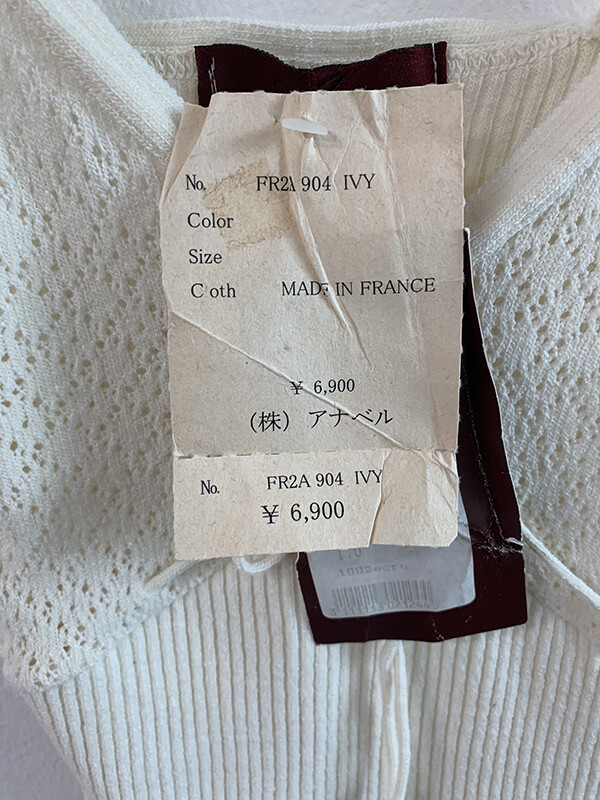 No. FR2A 904 IVY
Color
Size
C oth MADE IN FRANCE
¥ 6,900
(株) アナベル
No. FR2A 904 IVY
¥ 6,900
1002ecru